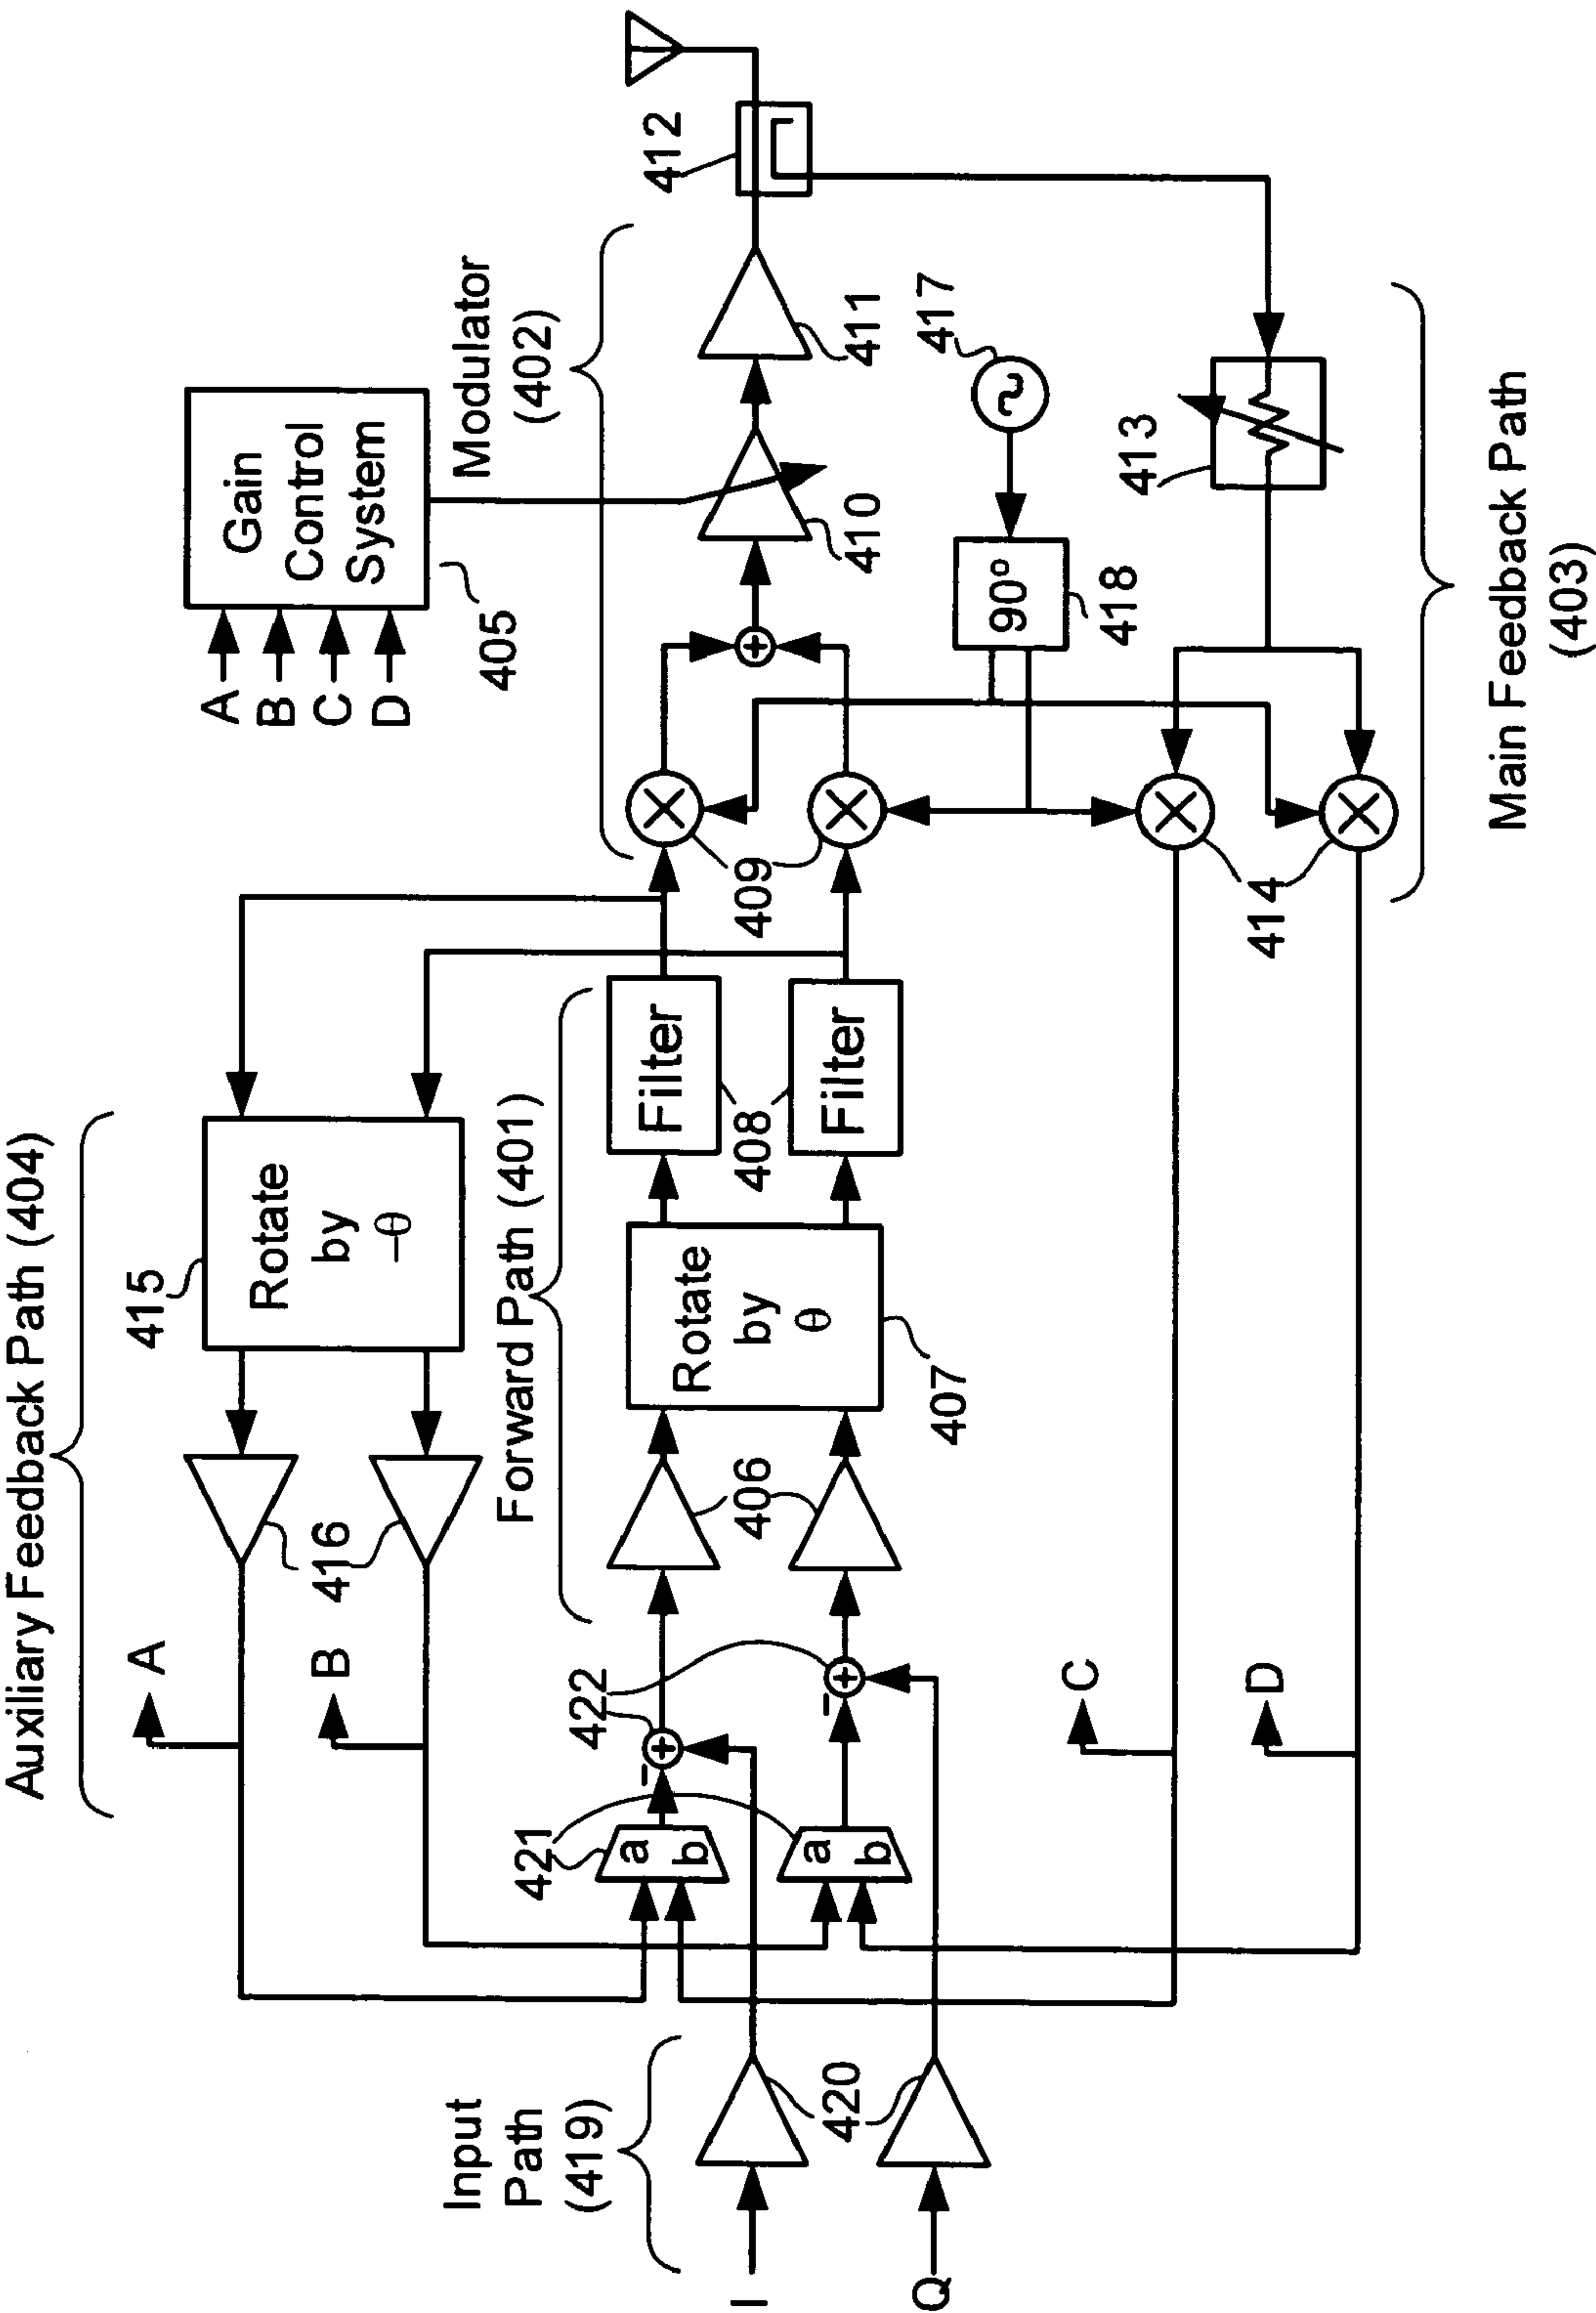 Auxiliary Feedback Path (404)
A
B
416
415
Rotate
by
–θ
A
B
C
D
Gain
Control
System
405
Modulator
(402)
Forward Path (401)
422
421
a
b
a
b
–
+
–
+
406
Rotate
by
θ
407
Filter
Filter
408
409
+
410
411
412
417
90°
418
413
414
Input
Path
(419)
I
Q
420
C
D
Main Feedback Path
(403)